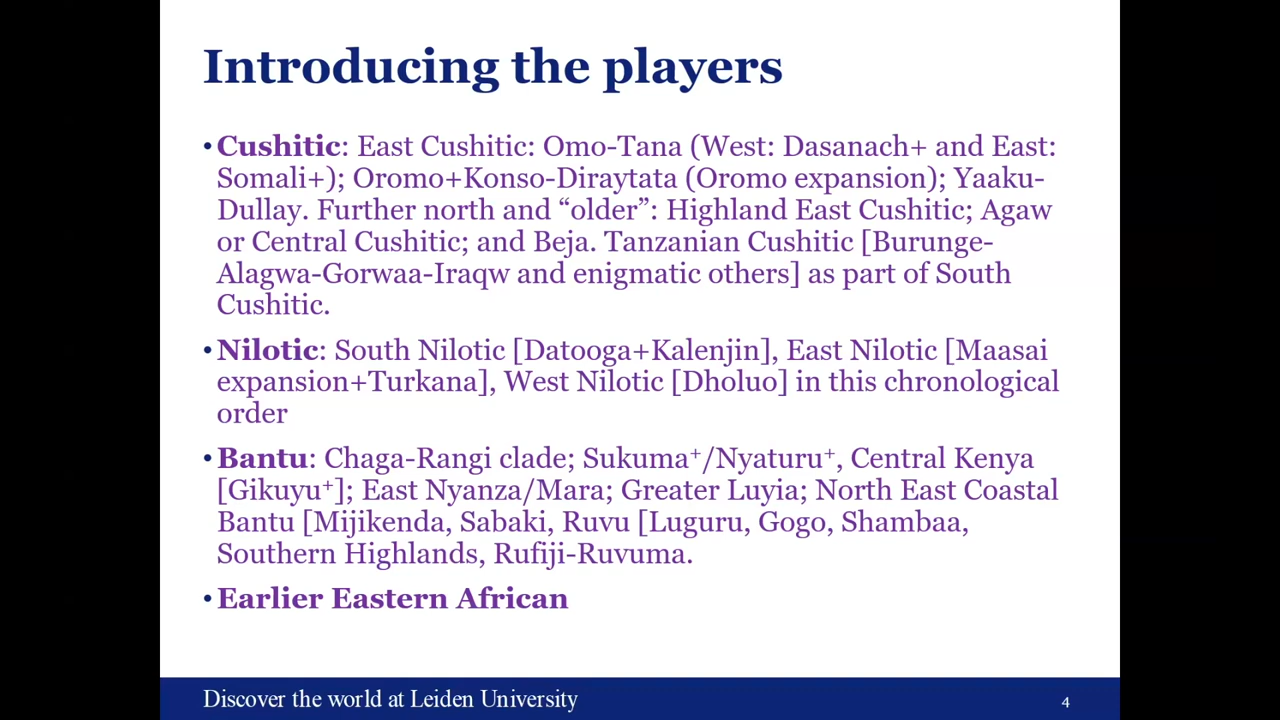 Introducing the players
•Cushitic: East Cushitic: Omo-Tana (West: Dasanach+ and East:
Somali+); Oromo+Konso-Diraytata (Oromo expansion); Yaaku-
Dullay. Further north and “older”: Highland East Cushitic; Agaw
or Central Cushitic; and Beja. Tanzanian Cushitic [Burunge-
Alagwa-Gorwaa-Iraqw and enigmatic others] as part of South
Cushitic.
•Nilotic: South Nilotic [Datooga+Kalenjin], East Nilotic [Maasai
expansion+Turkana], West Nilotic [Dholuo] in this chronological
order
•Bantu: Chaga-Rangi clade; Sukuma⁺/Nyaturu⁺, Central Kenya
[Gikuyu⁺]; East Nyanza/Mara; Greater Luyia; North East Coastal
Bantu [Mijikenda, Sabaki, Ruvu [Luguru, Gogo, Shambaa,
Southern Highlands, Rufiji-Ruvuma.
•Earlier Eastern African
Discover the world at Leiden University
4